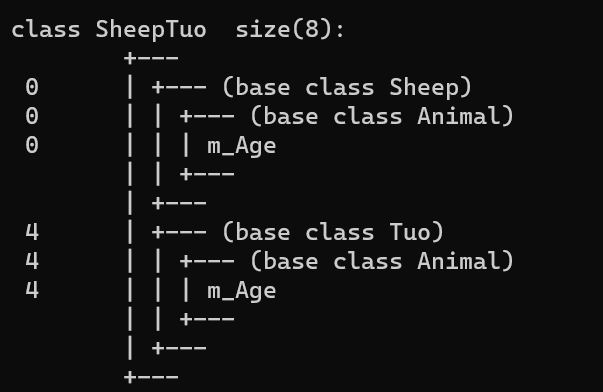 class SheepTuo  size(8):
        +---
 0      | +--- (base class Sheep)
 0      | | +--- (base class Animal)
 0      | | | m_Age
        | | +---
        | +---
 4      | +--- (base class Tuo)
 4      | | +--- (base class Animal)
 4      | | | m_Age
        | | +---
        | +---
        +---